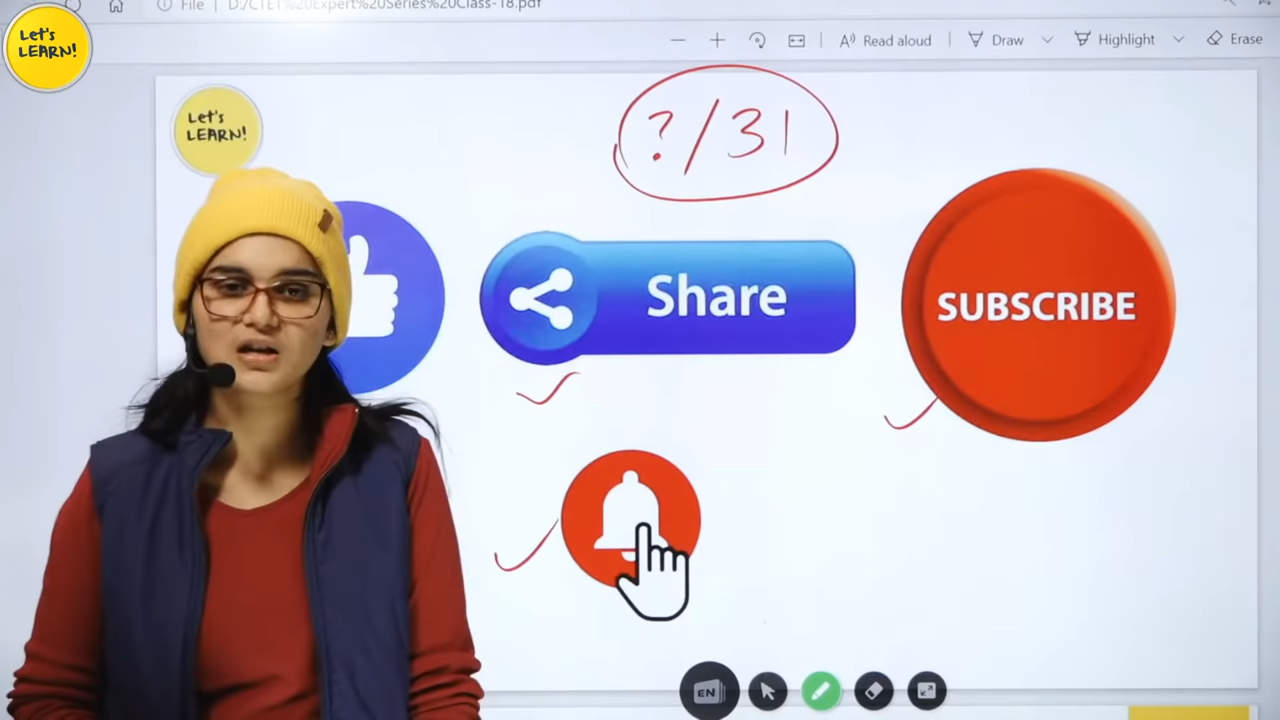 File | D:/CTET%20Expert%20Series%20Class-18.pdf
Let's
LEARN!
Read aloud
Draw
Highlight
Erase
Let's
LEARN!
?/31
Share
SUBSCRIBE
EN